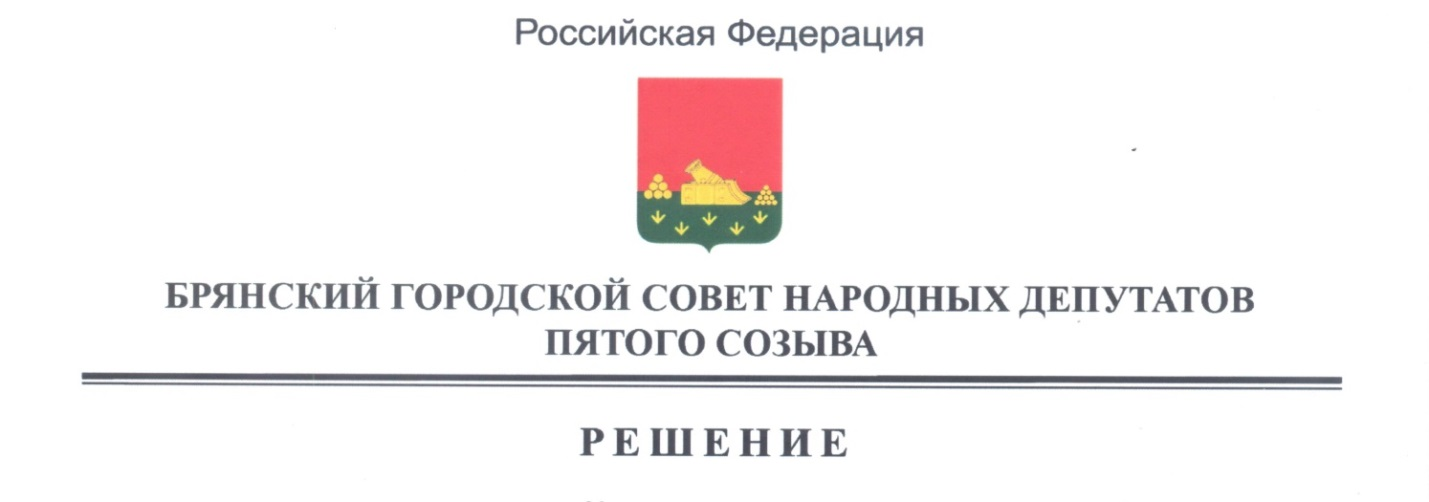 Российская Федерация
БРЯНСКИЙ ГОРОДСКОЙ СОВЕТ НАРОДНЫХ ДЕПУТАТОВ
ПЯТОГО СОЗЫВА
РЕШЕНИЕ